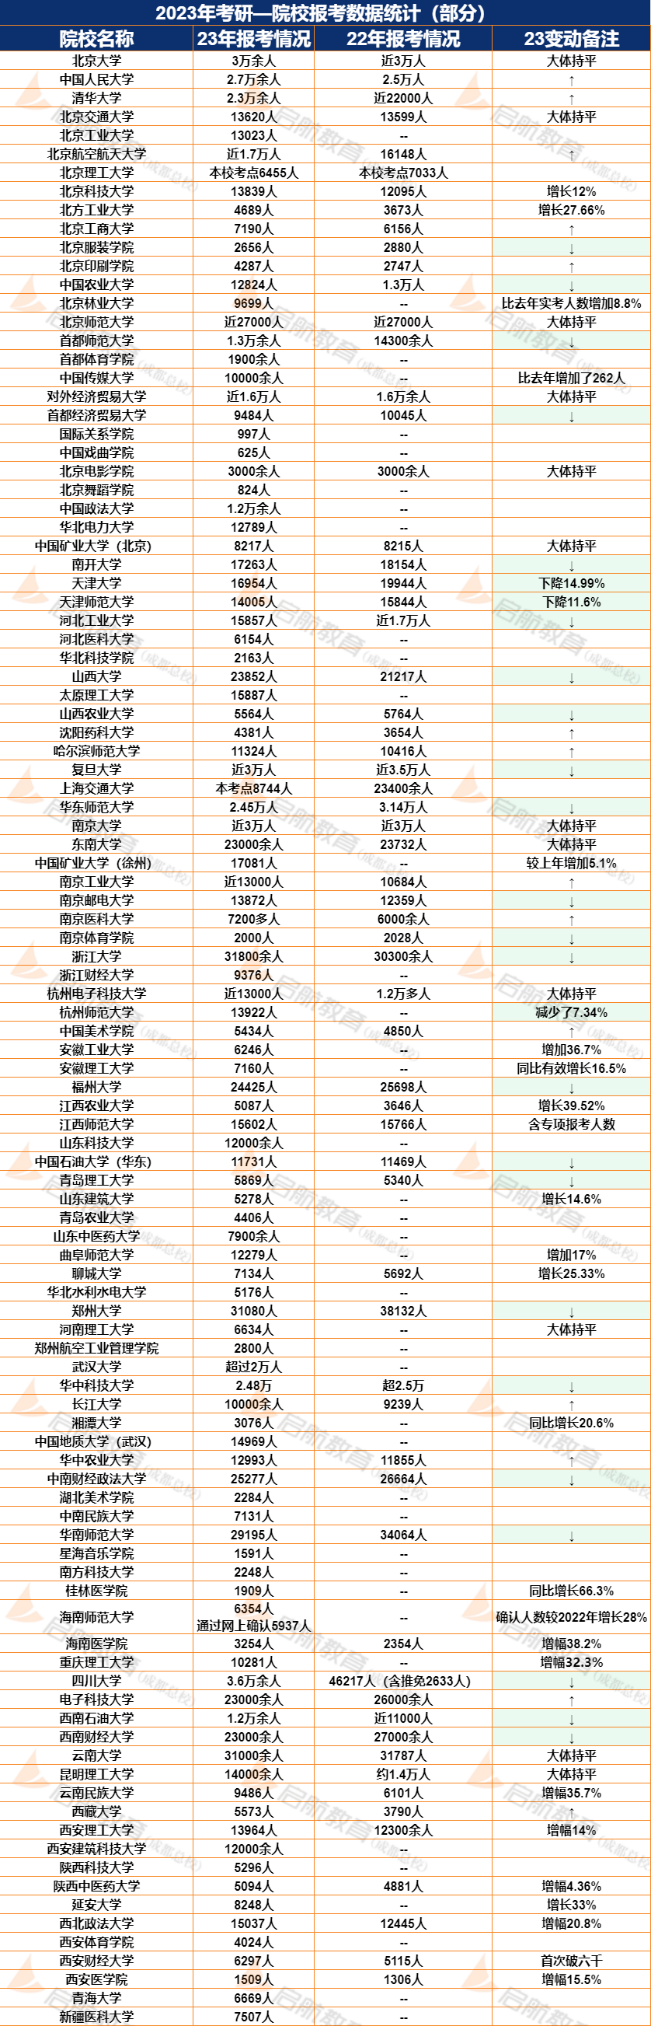 2023年考研—院校报考数据统计（部分）
院校名称 23年报考情况 22年报考情况 23变动备注
北京大学 3万余人 近3万人 大体持平
中国人民大学 2.7万余人 2.5万人 ↑
清华大学 2.3万余人 近22000人 ↑
北京交通大学 13620人 13599人 大体持平
北京工业大学 13023人 --
北京航空航天大学 近1.7万人 16148人 ↑
北京理工大学 本校考点6455人 本校考点7033人
北京科技大学 13839人 12095人 增长12%
北方工业大学 4689人 3673人 增长27.66%
北京工商大学 7190人 6156人 ↑
北京服装学院 2656人 2880人 ↓
北京印刷学院 4287人 2747人 ↑
中国农业大学 12824人 1.3万人 ↓
北京林业大学 9699人 -- 比去年实考人数增加8.8%
北京师范大学 近27000人 近27000人 大体持平
首都师范大学 1.3万余人 14300余人 ↓
首都体育学院 1900余人 --
中国传媒大学 10000余人 -- 比去年增加了262人
对外经济贸易大学 近1.6万人 1.6万余人 大体持平
首都经济贸易大学 9484人 10045人 ↓
国际关系学院 997人 --
中国戏曲学院 625人 --
北京电影学院 3000余人 3000余人 大体持平
北京舞蹈学院 824人 --
中国政法大学 1.2万余人 --
华北电力大学 12789人 --
中国矿业大学（北京） 8217人 8215人 大体持平
南开大学 17263人 18154人 ↓
天津大学 16954人 19944人 下降14.99%
天津师范大学 14005人 15844人 下降11.6%
河北工业大学 15857人 近1.7万人 ↓
河北医科大学 6154人 --
华北科技学院 2163人 --
山西大学 23852人 21217人 ↓
太原理工大学 15887人 --
山西农业大学 5564人 5764人 ↓
沈阳药科大学 4381人 3654人 ↑
哈尔滨师范大学 11324人 10416人 ↑
复旦大学 近3万人 近3.5万人 ↓
上海交通大学 本考点8744人 23400余人
华东师范大学 2.45万人 3.14万人 ↓
南京大学 近3万人 近3万人 大体持平
东南大学 23000余人 23732人 大体持平
中国矿业大学（徐州） 17081人 -- 较上年增加5.1%
南京工业大学 近13000人 10684人 ↑
南京邮电大学 13872人 12359人 ↓
南京医科大学 7200多人 6000余人 ↑
南京体育学院 2000人 2028人 ↓
浙江大学 31800余人 30300余人 ↓
浙江财经大学 9376人 --
杭州电子科技大学 近13000人 1.2万多人 大体持平
杭州师范大学 13922人 -- 减少了7.34%
中国美术学院 5434人 4850人 ↑
安徽工业大学 6246人 -- 增加36.7%
安徽理工大学 7160人 -- 同比有效增长16.5%
福州大学 24425人 25698人 ↓
江西农业大学 5087人 3646人 增长39.52%
江西师范大学 15602人 15766人 含专项报考人数
山东科技大学 12000余人 --
中国石油大学（华东） 11731人 11469人 ↓
青岛理工大学 5869人 5340人 ↓
山东建筑大学 5278人 -- 增长14.6%
青岛农业大学 4406人 --
山东中医药大学 7900余人 --
曲阜师范大学 12279人 -- 增加17%
聊城大学 7134人 5692人 增长25.33%
华北水利水电大学 5176人 --
郑州大学 31080人 38132人 ↓
河南理工大学 6634人 -- 大体持平
郑州航空工业管理学院 2800人 --
武汉大学 超过2万人 --
华中科技大学 2.48万 超2.5万 ↓
长江大学 10000余人 9239人 ↑
湘潭大学 3076人 -- 同比增长20.6%
中国地质大学（武汉） 14969人 --
华中农业大学 12993人 11855人 ↑
中南财经政法大学 25277人 26664人 ↓
湖北美术学院 2284人 --
中南民族大学 7131人 --
华南师范大学 29195人 34064人 ↓
星海音乐学院 1591人 --
南方科技大学 2248人 --
桂林医学院 1909人 -- 同比增长66.3%
海南师范大学 6354人 -- 确认人数较2022年增长28%
通过网上确认5937人
海南医学院 3254人 2354人 增幅38.2%
重庆理工大学 10281人 -- 增幅32.3%
四川大学 3.6万余人 46217人（含推免2633人） ↓
电子科技大学 23000余人 26000余人 ↑
西南石油大学 1.2万余人 近11000人 ↓
西南财经大学 23000余人 27000余人 ↓
云南大学 31000余人 31787人 大体持平
昆明理工大学 14000余人 约1.4万人 大体持平
云南民族大学 9486人 6101人 增幅35.7%
西藏大学 5573人 3790人 ↑
西安理工大学 13964人 12300余人 增幅14%
西安建筑科技大学 12000余人 --
陕西科技大学 5296人 --
陕西中医药大学 5094人 4881人 增幅4.36%
延安大学 8248人 -- 增长33%
西北政法大学 15037人 12445人 增幅20.8%
西安体育学院 4024人 --
西安财经大学 6297人 5115人 首次破六千
西安医学院 1509人 1306人 增幅15.5%
青海大学 6669人 --
新疆医科大学 7507人 --
启航教育（成都总校）